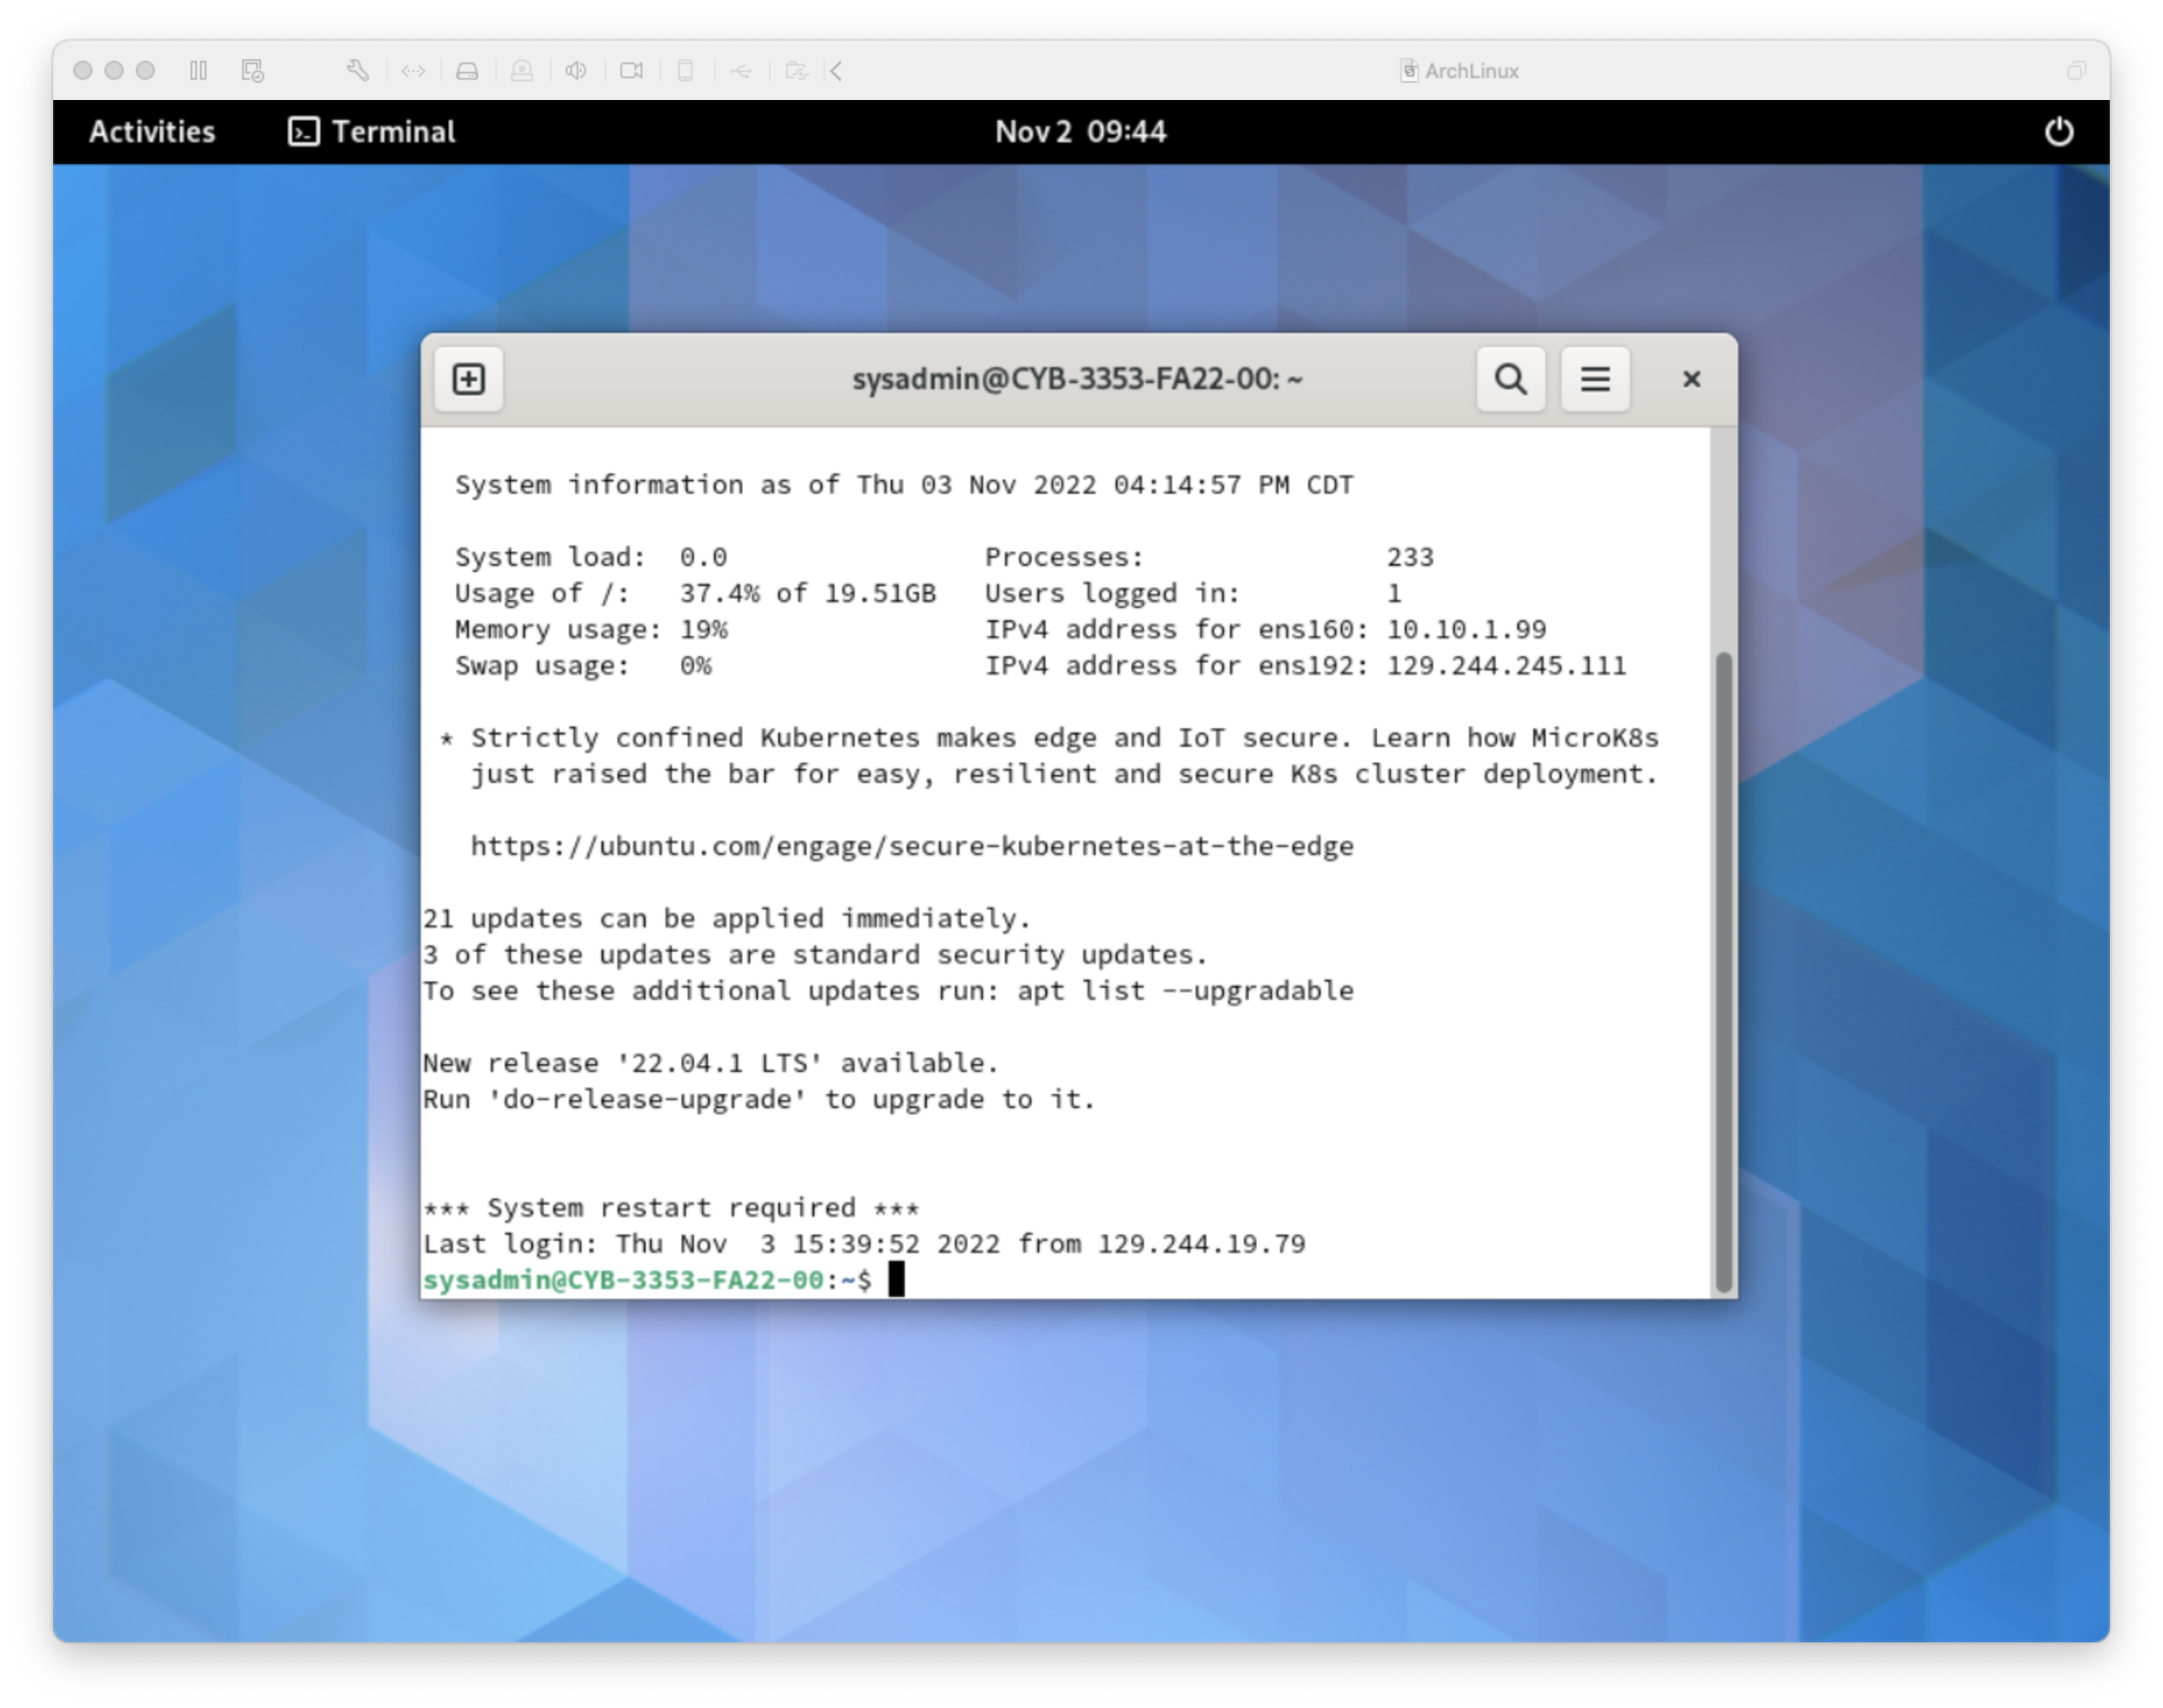 ArchLinux
Activities Terminal Nov 2 09:44
sysadmin@CYB-3353-FA22-00: ~
System information as of Thu 03 Nov 2022 04:14:57 PM CDT
System load: 0.0 Processes: 233
Usage of /: 37.4% of 19.51GB Users logged in: 1
Memory usage: 19% IPv4 address for ens160: 10.10.1.99
Swap usage: 0% IPv4 address for ens192: 129.244.245.111
* Strictly confined Kubernetes makes edge and IoT secure. Learn how MicroK8s
just raised the bar for easy, resilient and secure K8s cluster deployment.
https://ubuntu.com/engage/secure-kubernetes-at-the-edge
21 updates can be applied immediately.
3 of these updates are standard security updates.
To see these additional updates run: apt list --upgradable
New release '22.04.1 LTS' available.
Run 'do-release-upgrade' to upgrade to it.
*** System restart required ***
Last login: Thu Nov  3 15:39:52 2022 from 129.244.19.79
sysadmin@CYB-3353-FA22-00:~$